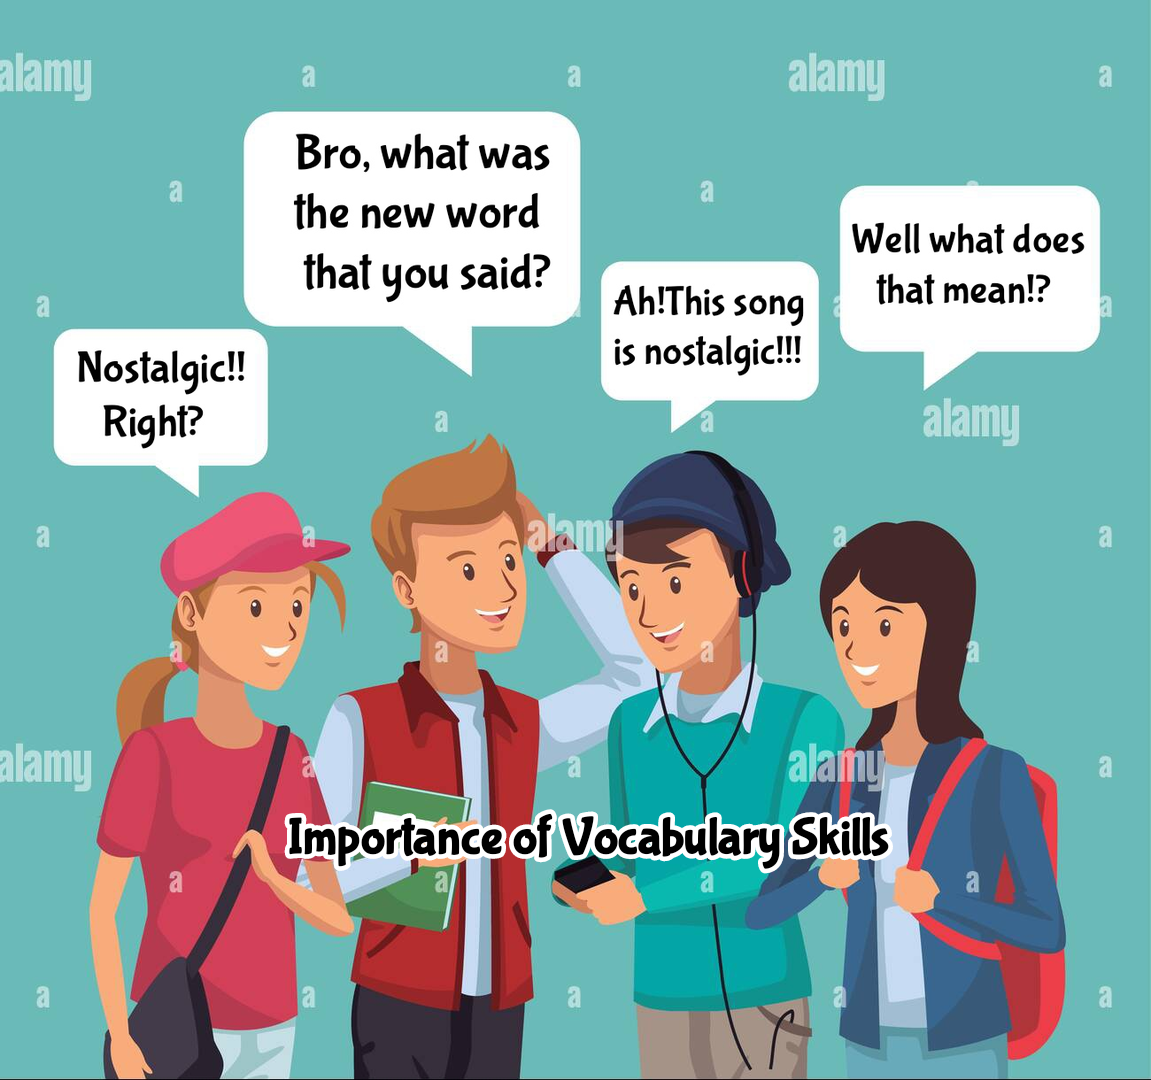 alamy a a alamy a
Bro, what was
the new word
that you said?
a a
Well what does
that mean!?
Ah!This song
is nostalgic!!!
a
Nostalgic!!
Right?
a a alamy
a a alamy a a
a a a a
alamy a a alamy a
Importance of Vocabulary Skills
a a a a
a a a a a